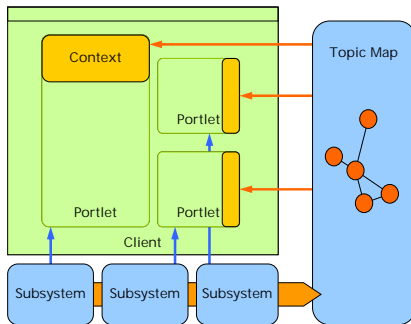 Context
Topic Map
Portlet
Portlet
Portlet
Client
Subsystem
Subsystem
Subsystem